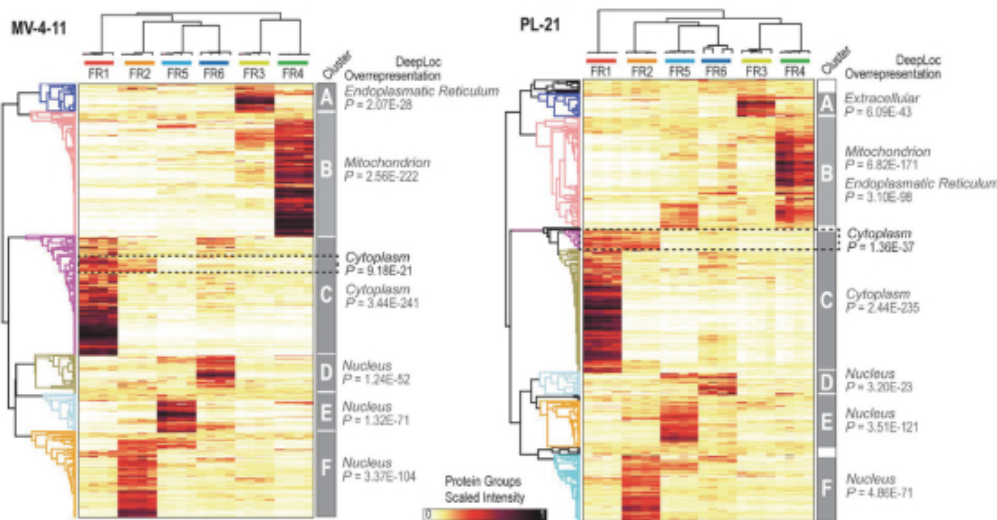 MV-4-11
FR1 FR2 FR5 FR6 FR3 FR4
Cluster
DeepLoc
Overrepresentation
A
Endoplasmatic Reticulum
P = 2.07E-28
B
Mitochondrion
P = 2.56E-222
Cytoplasm
P = 9.18E-21
C
Cytoplasm
P = 3.44E-241
D
Nucleus
P = 1.24E-52
E
Nucleus
P = 1.32E-71
F
Nucleus
P = 3.37E-104
Protein Groups
Scaled Intensity
0
PL-21
FR1 FR2 FR5 FR6 FR3 FR4
Cluster
DeepLoc
Overrepresentation
A
Extracellular
P = 6.09E-43
B
Mitochondrion
P = 6.82E-171
Endoplasmatic Reticulum
P = 3.10E-98
Cytoplasm
P = 1.36E-37
C
Cytoplasm
P = 2.44E-235
D
Nucleus
P = 3.20E-23
E
Nucleus
P = 3.51E-121
F
Nucleus
P = 4.86E-71